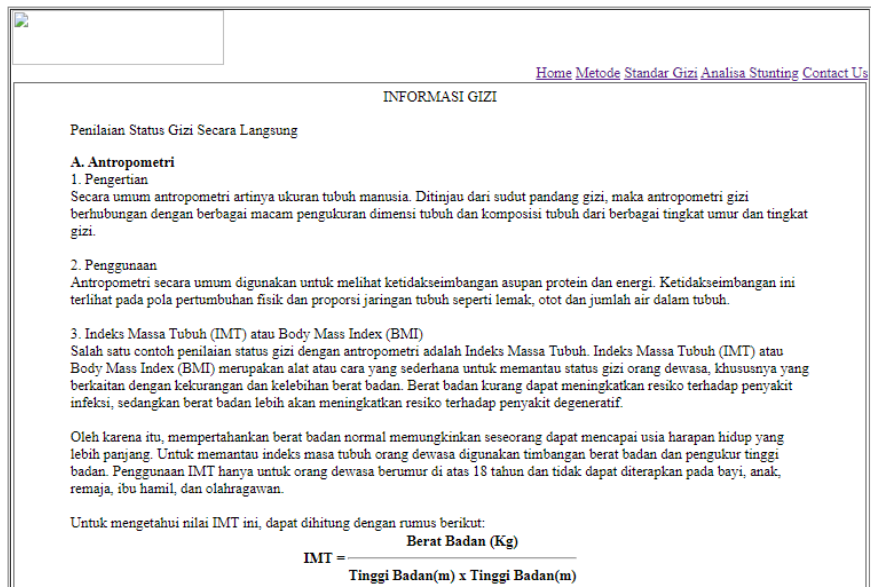 Home Metode Standar Gizi Analisa Stunting Contact Us
INFORMASI GIZI
Penilaian Status Gizi Secara Langsung
A. Antropometri
1. Pengertian
Secara umum antropometri artinya ukuran tubuh manusia. Ditinjau dari sudut pandang gizi, maka antropometri gizi
berhubungan dengan berbagai macam pengukuran dimensi tubuh dan komposisi tubuh dari berbagai tingkat umur dan tingkat
gizi.
2. Penggunaan
Antropometri secara umum digunakan untuk melihat ketidakseimbangan asupan protein dan energi. Ketidakseimbangan ini
terlihat pada pola pertumbuhan fisik dan proporsi jaringan tubuh seperti lemak, otot dan jumlah air dalam tubuh.
3. Indeks Massa Tubuh (IMT) atau Body Mass Index (BMI)
Salah satu contoh penilaian status gizi dengan antropometri adalah Indeks Massa Tubuh. Indeks Massa Tubuh (IMT) atau
Body Mass Index (BMI) merupakan alat atau cara yang sederhana untuk memantau status gizi orang dewasa, khususnya yang
berkaitan dengan kekurangan dan kelebihan berat badan. Berat badan kurang dapat meningkatkan resiko terhadap penyakit
infeksi, sedangkan berat badan lebih akan meningkatkan resiko terhadap penyakit degeneratif.
Oleh karena itu, mempertahankan berat badan normal memungkinkan seseorang dapat mencapai usia harapan hidup yang
lebih panjang. Untuk memantau indeks masa tubuh orang dewasa digunakan timbangan berat badan dan pengukur tinggi
badan. Penggunaan IMT hanya untuk orang dewasa berumur di atas 18 tahun dan tidak dapat diterapkan pada bayi, anak,
remaja, ibu hamil, dan olahragawan.
Untuk mengetahui nilai IMT ini, dapat dihitung dengan rumus berikut:
Berat Badan (Kg)
IMT =
Tinggi Badan(m) x Tinggi Badan(m)